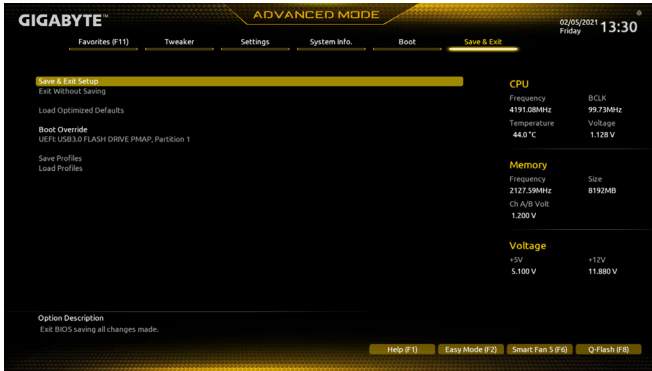 GIGABYTE™
ADVANCED MODE
02/05/2021
Friday
13:30
Favorites (F11) Tweaker Settings System Info. Boot Save & Exit
Save & Exit Setup
Exit Without Saving
Load Optimized Defaults
Boot Override
UEFI: USB3.0 FLASH DRIVE PMAP, Partition 1
Save Profiles
Load Profiles
CPU
Frequency BCLK
4191.08MHz 99.73MHz
Temperature Voltage
44.0 °C 1.128 V
Memory
Frequency Size
2127.59MHz 8192MB
Ch A/B Volt
1.200 V
Voltage
+5V +12V
5.100 V 11.880 V
Option Description
Exit BIOS saving all changes made.
Help (F1) Easy Mode (F2) Smart Fan 5 (F6) Q-Flash (F8)